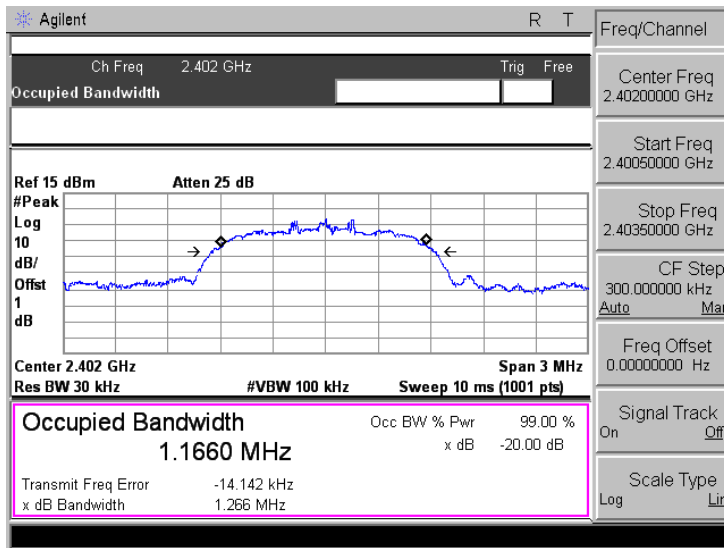 Agilent R T
Ch Freq 2.402 GHz Trig Free
Occupied Bandwidth
Ref 15 dBm Atten 25 dB
#Peak
Log
10
dB/
Offst
1
dB
Center 2.402 GHz Span 3 MHz
Res BW 30 kHz #VBW 100 kHz Sweep 10 ms (1001 pts)
Occupied Bandwidth Occ BW % Pwr 99.00 %
1.1660 MHz x dB -20.00 dB
Transmit Freq Error -14.142 kHz
x dB Bandwidth 1.266 MHz
Freq/Channel
Center Freq
2.40200000 GHz
Start Freq
2.40050000 GHz
Stop Freq
2.40350000 GHz
CF Step
300.000000 kHz
Auto Mar
Freq Offset
0.00000000 Hz
Signal Track
On Off
Scale Type
Log Lin